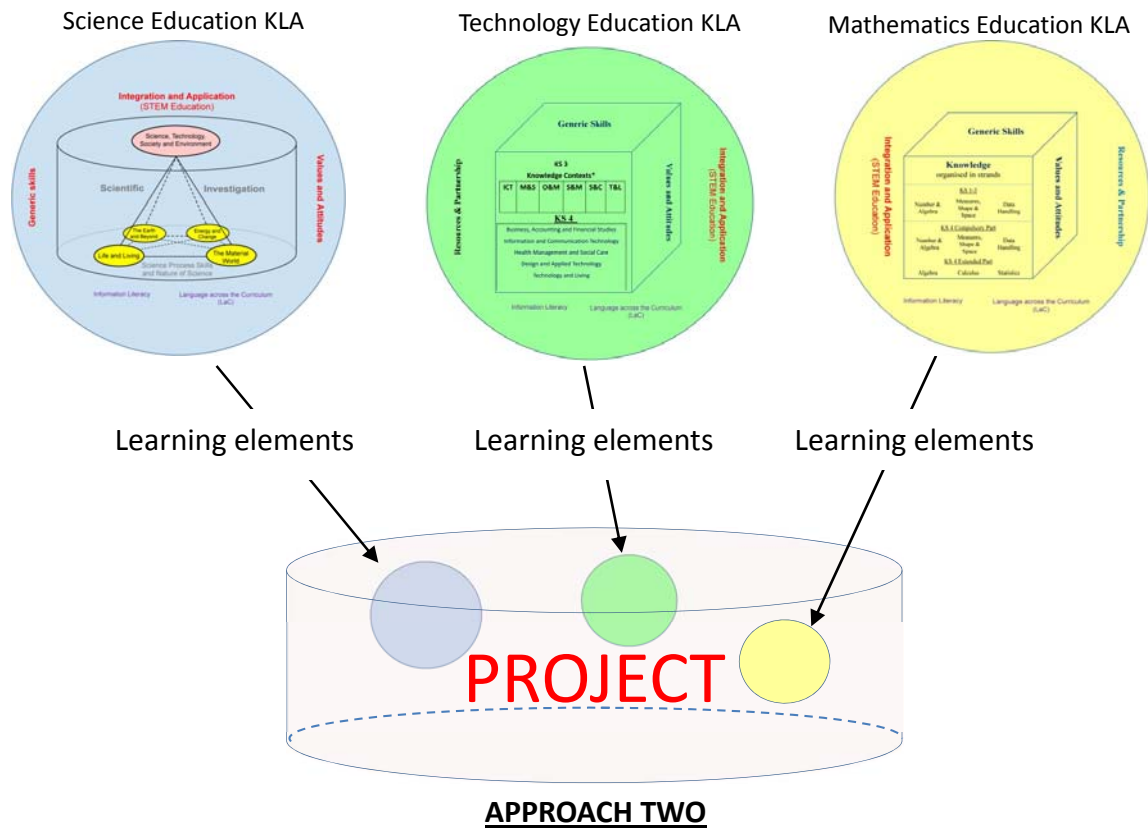 Science Education KLA
Integration and Application
(STEM Education)
Science, Technology,
Society and Environment
Generic skills
Values and Attitudes
Scientific Investigation
The Earth
and Beyond
Energy and
Change
Life and Living
The Material
World
Science Process Skills
and Nature of Science
Information Literacy
Language across the Curriculum
(LaC)
Technology Education KLA
Generic Skills
Resources & Partnership
KS 3
Knowledge Contexts*
ICT M&S O&M S&M S&C T&L
KS 4
Business, Accounting and Financial Studies
Information and Communication Technology
Health Management and Social Care
Design and Applied Technology
Technology and Living
Values and Attitudes
Integration and Application
(STEM Education)
Information Literacy
Language across the Curriculum
(LaC)
Mathematics Education KLA
Generic Skills
Integration and Application
(STEM Education)
Knowledge
organised in strands
Number &
Algebra
Measures,
Shape &
Space
Data
Handling
KS 4 Compulsory Part
Number &
Algebra
Measures,
Shape &
Space
Data
Handling
KS 4 Extended Part
Algebra Calculus Statistics
Values and Attitudes
Resources & Partnership
Information Literacy
Language across the Curriculum
(LaC)
Learning elements
Learning elements
Learning elements
PROJECT
APPROACH TWO